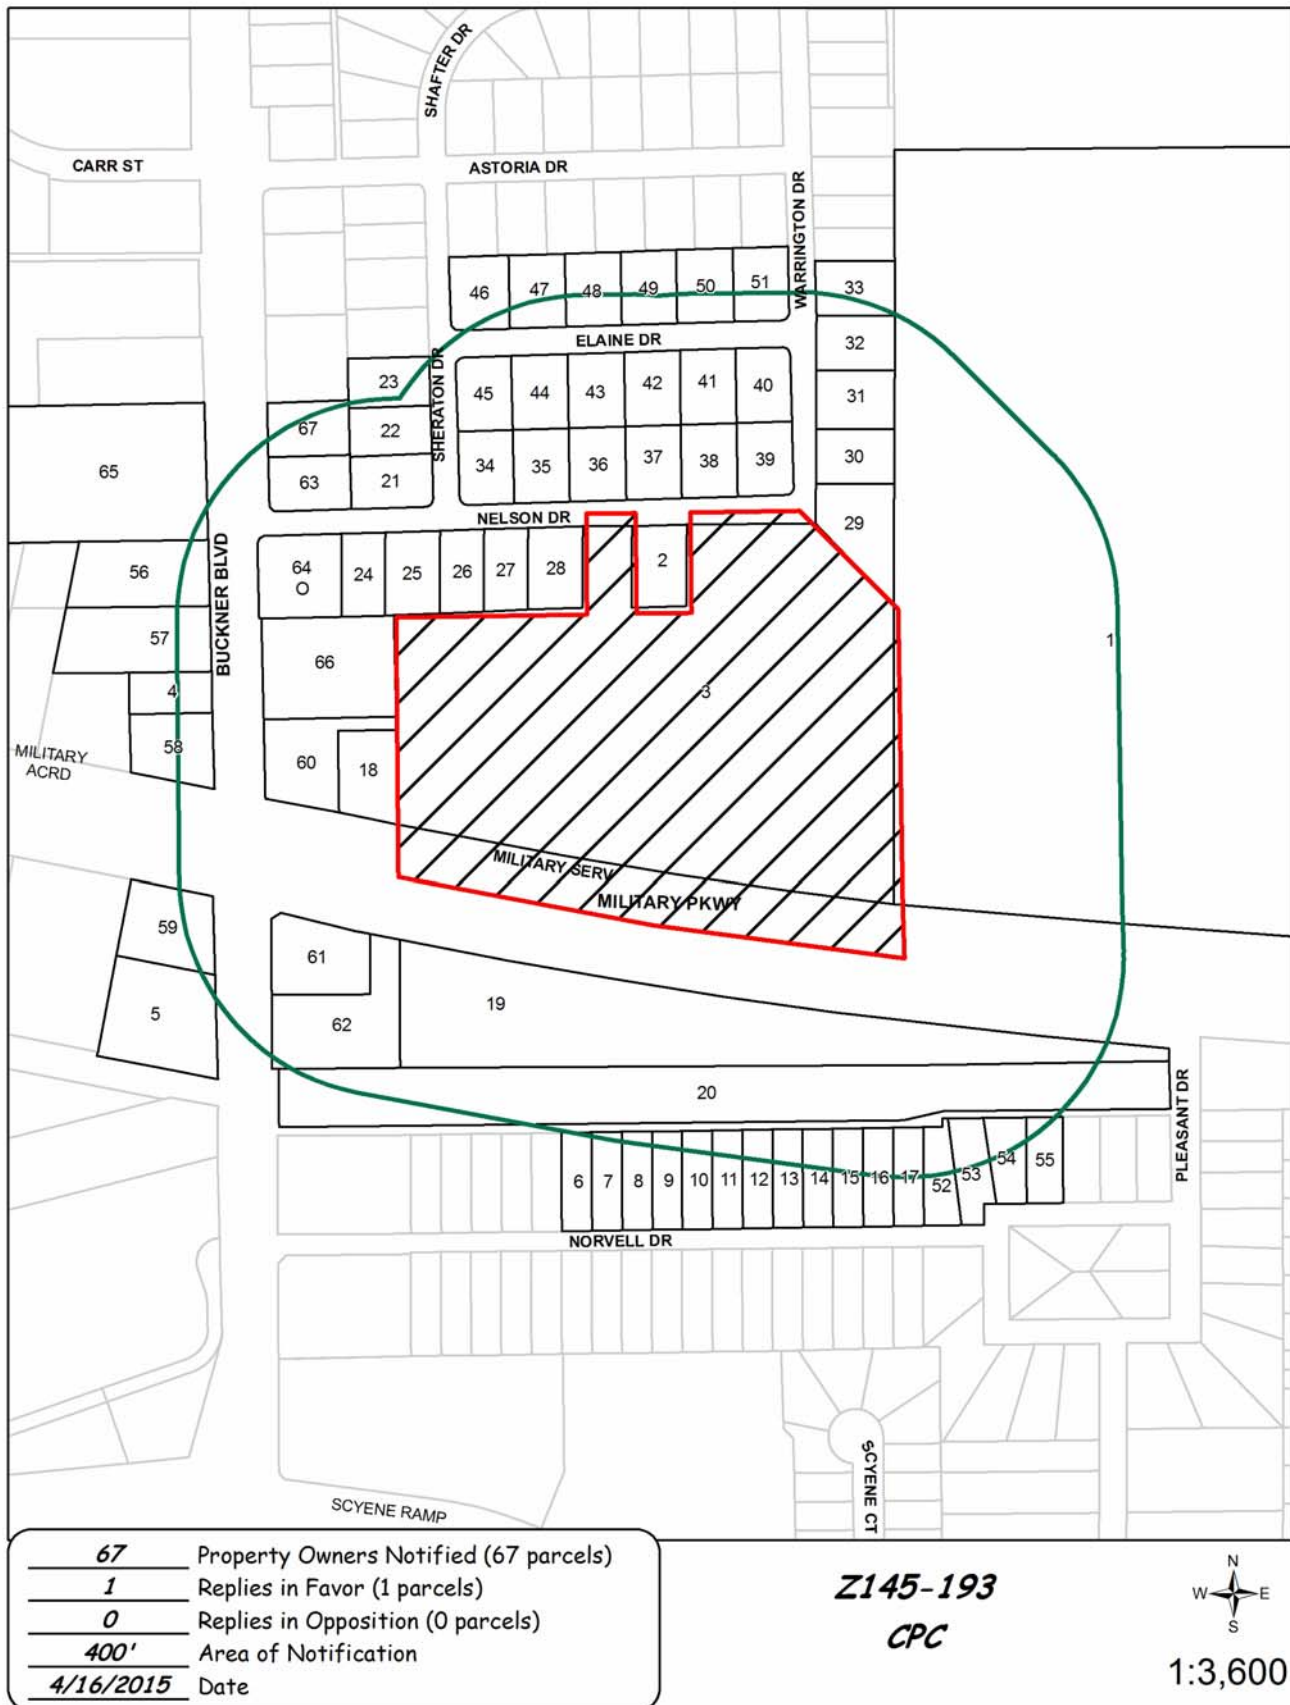 SHAFTER DR
CARR ST
ASTORIA DR
WARRINGTON DR
46 47 48 49 50 51 33
ELAINE DR
32
SHERATON DR
23
45 44 43 42 41 40 31
67 22
65 34 35 36 37 38 39 30
63 21
NELSON DR
29
BUCKNER BLVD
56 64 24 25 26 27 28 2
O
57 66 1
4 3
58
MILITARY
ACRD
60 18
MILITARY SERV
MILITARY PKWY
59
61
5 62 19
20
PLEASANT DR
6 7 8 9 10 11 12 13 14 15 16 17 52 53 54 55
NORVELL DR
SCYENE CT
SCYENE RAMP
67 Property Owners Notified (67 parcels)
1 Replies in Favor (1 parcels)
0 Replies in Opposition (0 parcels)
400' Area of Notification
4/16/2015 Date
Z145-193
CPC
N
W E
S
1:3,600